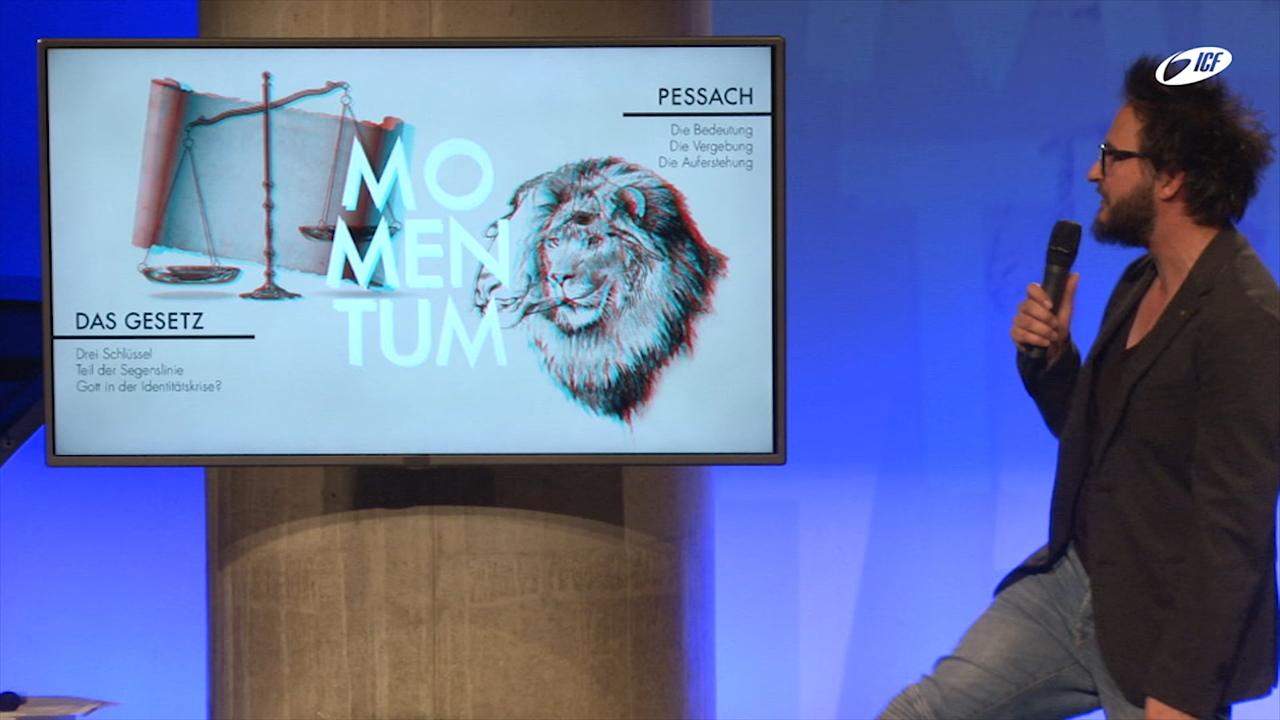 ICF
PESSACH
Die Bedeutung
Die Vergebung
Die Auferstehung
MO
MEN
TUM
DAS GESETZ
Drei Schlüssel
Teil der Segenslinie
Gott in der Identitätskrise?